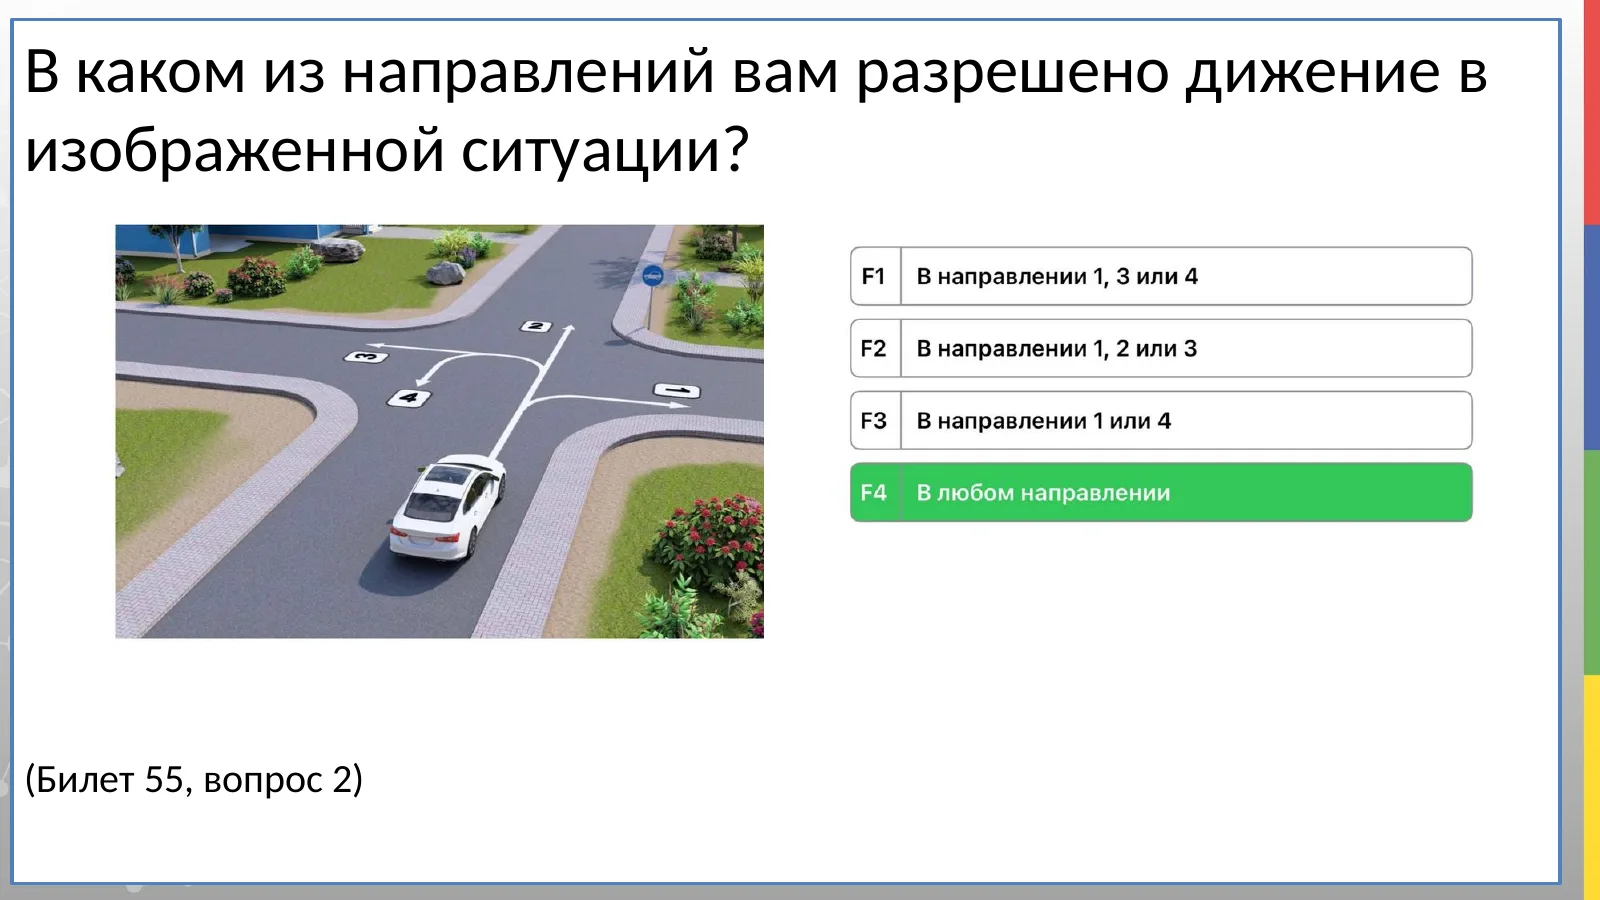 В каком из направлений вам разрешено дижение в
изображенной ситуации?
2
3
4
1
F1 В направлении 1, 3 или 4
F2 В направлении 1, 2 или 3
F3 В направлении 1 или 4
F4 В любом направлении
(Билет 55, вопрос 2)